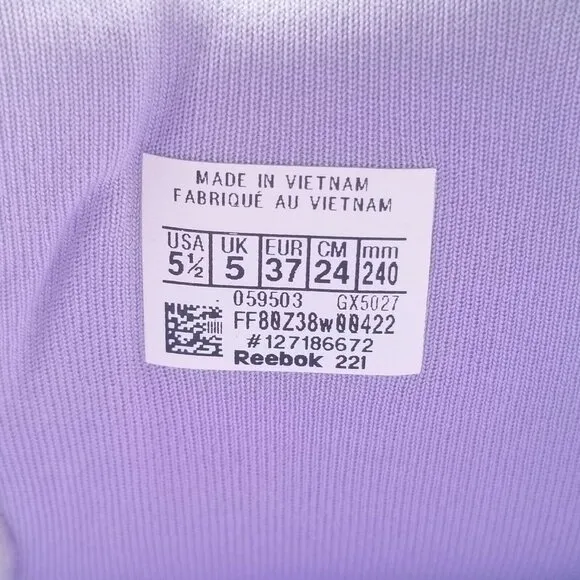 MADE IN VIETNAM
FABRIQUÉ AU VIETNAM
USA UK EUR CM mm
5½ 5 37 24 240
059503 GX5027
FF80Z38w00422
#127186672
Reebok 221